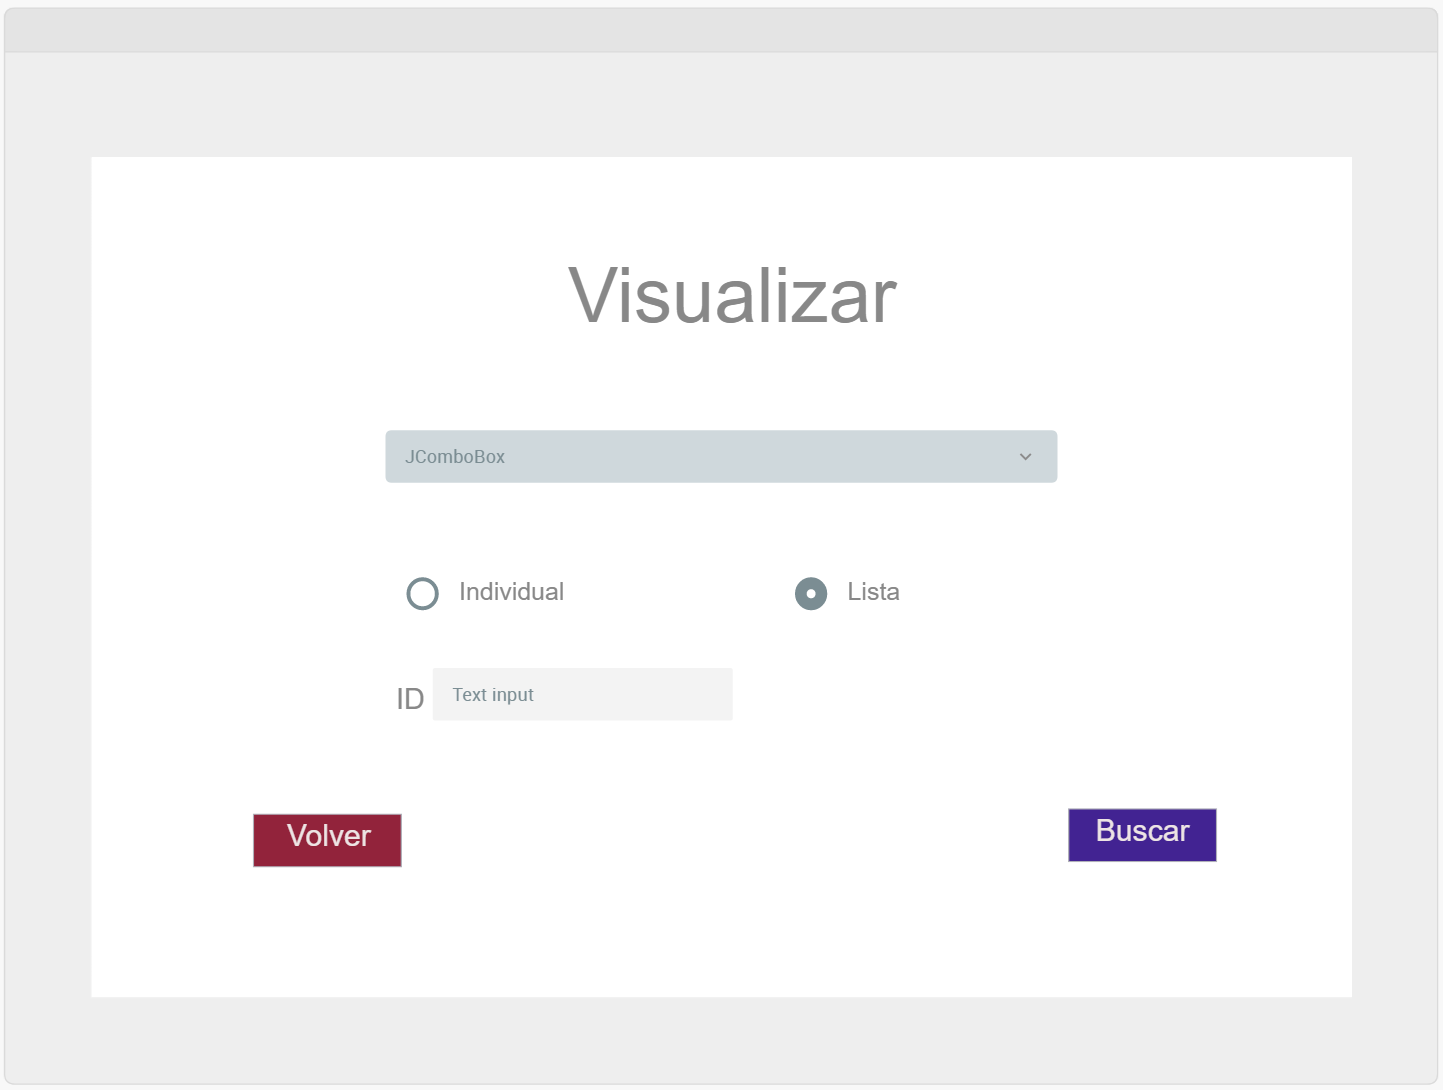 Visualizar
JComboBox
Individual
Lista
ID
Text input
Volver
Buscar